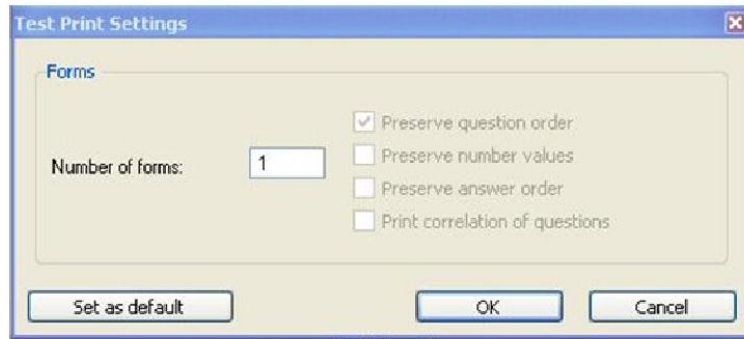 Test Print Settings
Forms
Number of forms:
1
Preserve question order
Preserve number values
Preserve answer order
Print correlation of questions
Set as default
OK
Cancel